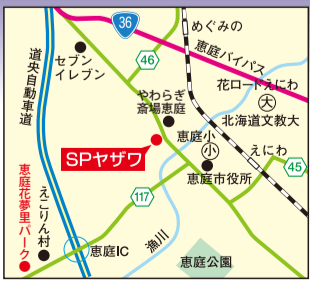 36
めぐみの
恵庭バイパス
道央自動車道
セブン
イレブン
46
花ロードえにわ
大
北海道文教大
やわらぎ
斎場恵庭
恵庭小
小
えにわ
SPヤザワ
恵庭市役所
45
117
恵庭花夢里パーク
えこりん村
恵庭IC
漁川
恵庭公園